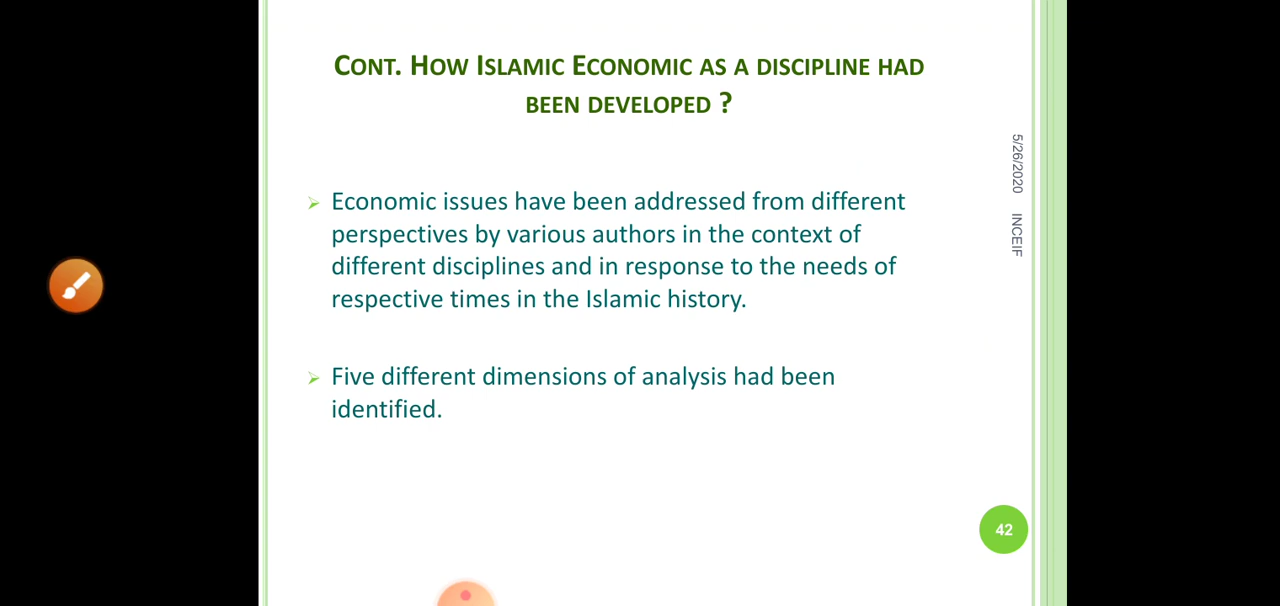 CONT. HOW ISLAMIC ECONOMIC AS A DISCIPLINE HAD
BEEN DEVELOPED ?
Economic issues have been addressed from different
perspectives by various authors in the context of
different disciplines and in response to the needs of
respective times in the Islamic history.
Five different dimensions of analysis had been
identified.
5/26/2020 INCEIF
42